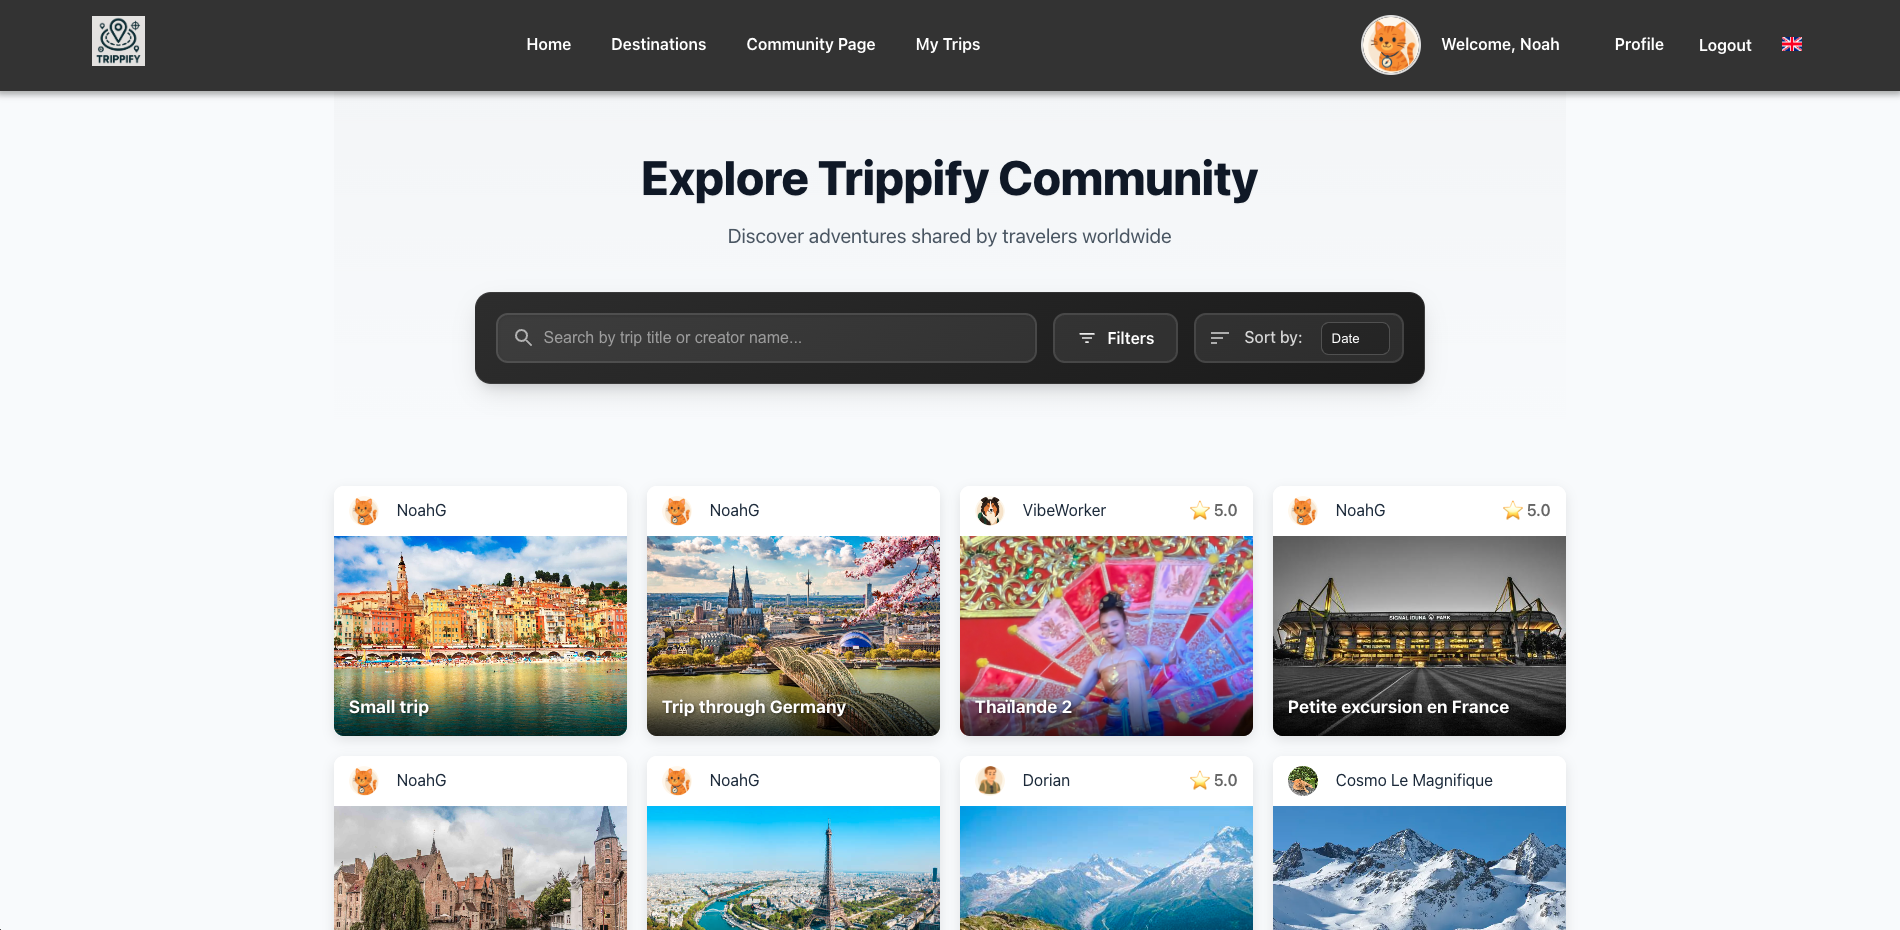 TRIPPIFY
Home
Destinations
Community Page
My Trips
Welcome, Noah
Profile
Logout
Explore Trippify Community
Discover adventures shared by travelers worldwide
Search by trip title or creator name...
Filters
Sort by:
Date
NoahG
Small trip
NoahG
Trip through Germany
VibeWorker
5.0
Thaïlande 2
NoahG
5.0
SIGNAL IDUNA PARK
Petite excursion en France
NoahG
NoahG
Dorian
5.0
Cosmo Le Magnifique